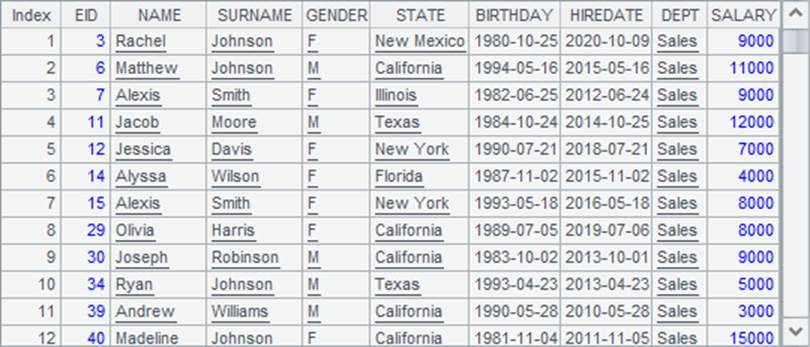 Index EID NAME SURNAME GENDER STATE BIRTHDAY HIREDATE DEPT SALARY
1 3 Rachel Johnson F New Mexico 1980-10-25 2020-10-09 Sales 9000
2 6 Matthew Johnson M California 1994-05-16 2015-05-16 Sales 11000
3 7 Alexis Smith F Illinois 1982-06-25 2012-06-24 Sales 9000
4 11 Jacob Moore M Texas 1984-10-24 2014-10-25 Sales 12000
5 12 Jessica Davis F New York 1990-07-21 2018-07-21 Sales 7000
6 14 Alyssa Wilson F Florida 1987-11-02 2015-11-02 Sales 4000
7 15 Alexis Smith F New York 1993-05-18 2016-05-18 Sales 8000
8 29 Olivia Harris F California 1989-07-05 2019-07-06 Sales 8000
9 30 Joseph Robinson M California 1983-10-02 2013-10-01 Sales 9000
10 34 Ryan Johnson M Texas 1993-04-23 2013-04-23 Sales 5000
11 39 Andrew Williams M California 1990-05-28 2010-05-28 Sales 3000
12 40 Madeline Johnson F California 1981-11-04 2011-11-05 Sales 15000